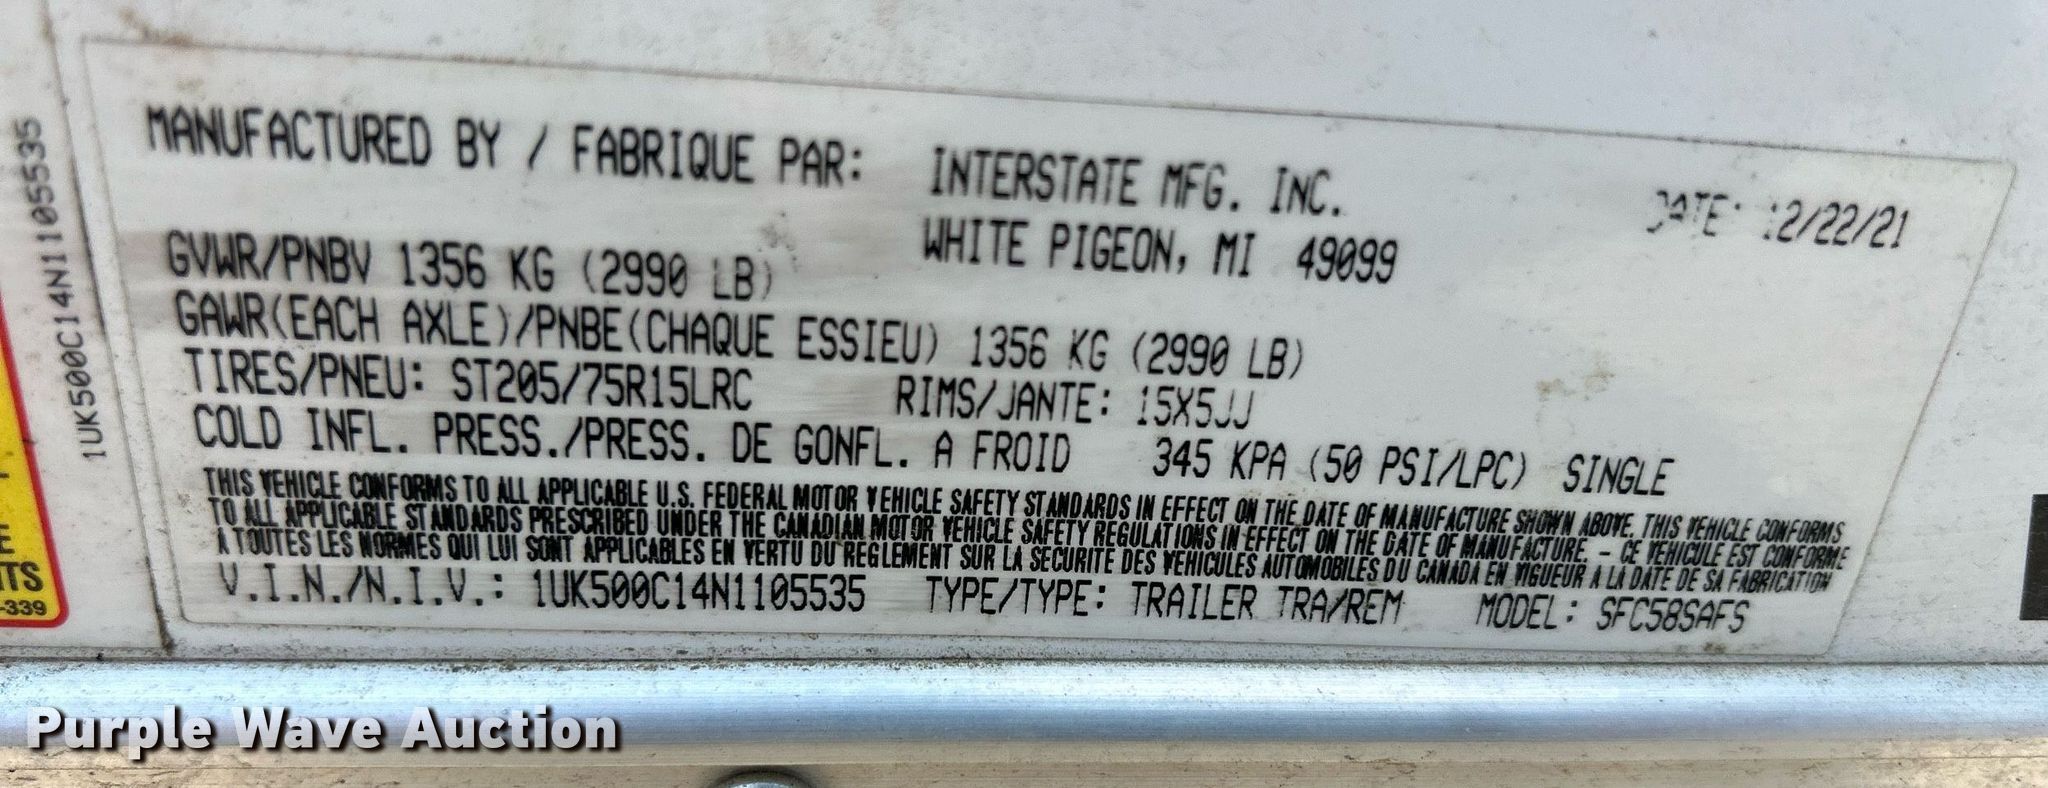 1UK500C14N1105535
MANUFACTURED BY / FABRIQUE PAR: INTERSTATE MFG. INC. DATE: 12/22/21
WHITE PIGEON, MI 49099
GVWR/PNBV 1356 KG (2990 LB)
GAWR(EACH AXLE)/PNBE(CHAQUE ESSIEU) 1356 KG (2990 LB)
TIRES/PNEU: ST205/75R15LRC RIMS/JANTE: 15X5JJ
COLD INFL. PRESS./PRESS. DE GONFL. A FROID 345 KPA (50 PSI/LPC) SINGLE
THIS VEHICLE CONFORMS TO ALL APPLICABLE U.S. FEDERAL MOTOR VEHICLE SAFETY STANDARDS IN EFFECT ON THE DATE OF MANUFACTURE SHOWN ABOVE. THIS VEHICLE CONFORMS
TO ALL APPLICABLE STANDARDS PRESCRIBED UNDER THE CANADIAN MOTOR VEHICLE SAFETY REGULATIONS IN EFFECT ON THE DATE OF MANUFACTURE. - CE VEHICULE EST CONFORME
A TOUTES LES NORMES QUI LUI SONT APPLICABLES EN VERTU DU REGLEMENT SUR LA SECURITE DES VEHICULES AUTOMOBILES DU CANADA EN VIGUEUR A LA DATE DE SA FABRICATION
V.I.N./N.I.V.: 1UK500C14N1105535 TYPE/TYPE: TRAILER TRA/REM MODEL: SFC58SAFS
-339
Purple Wave Auction